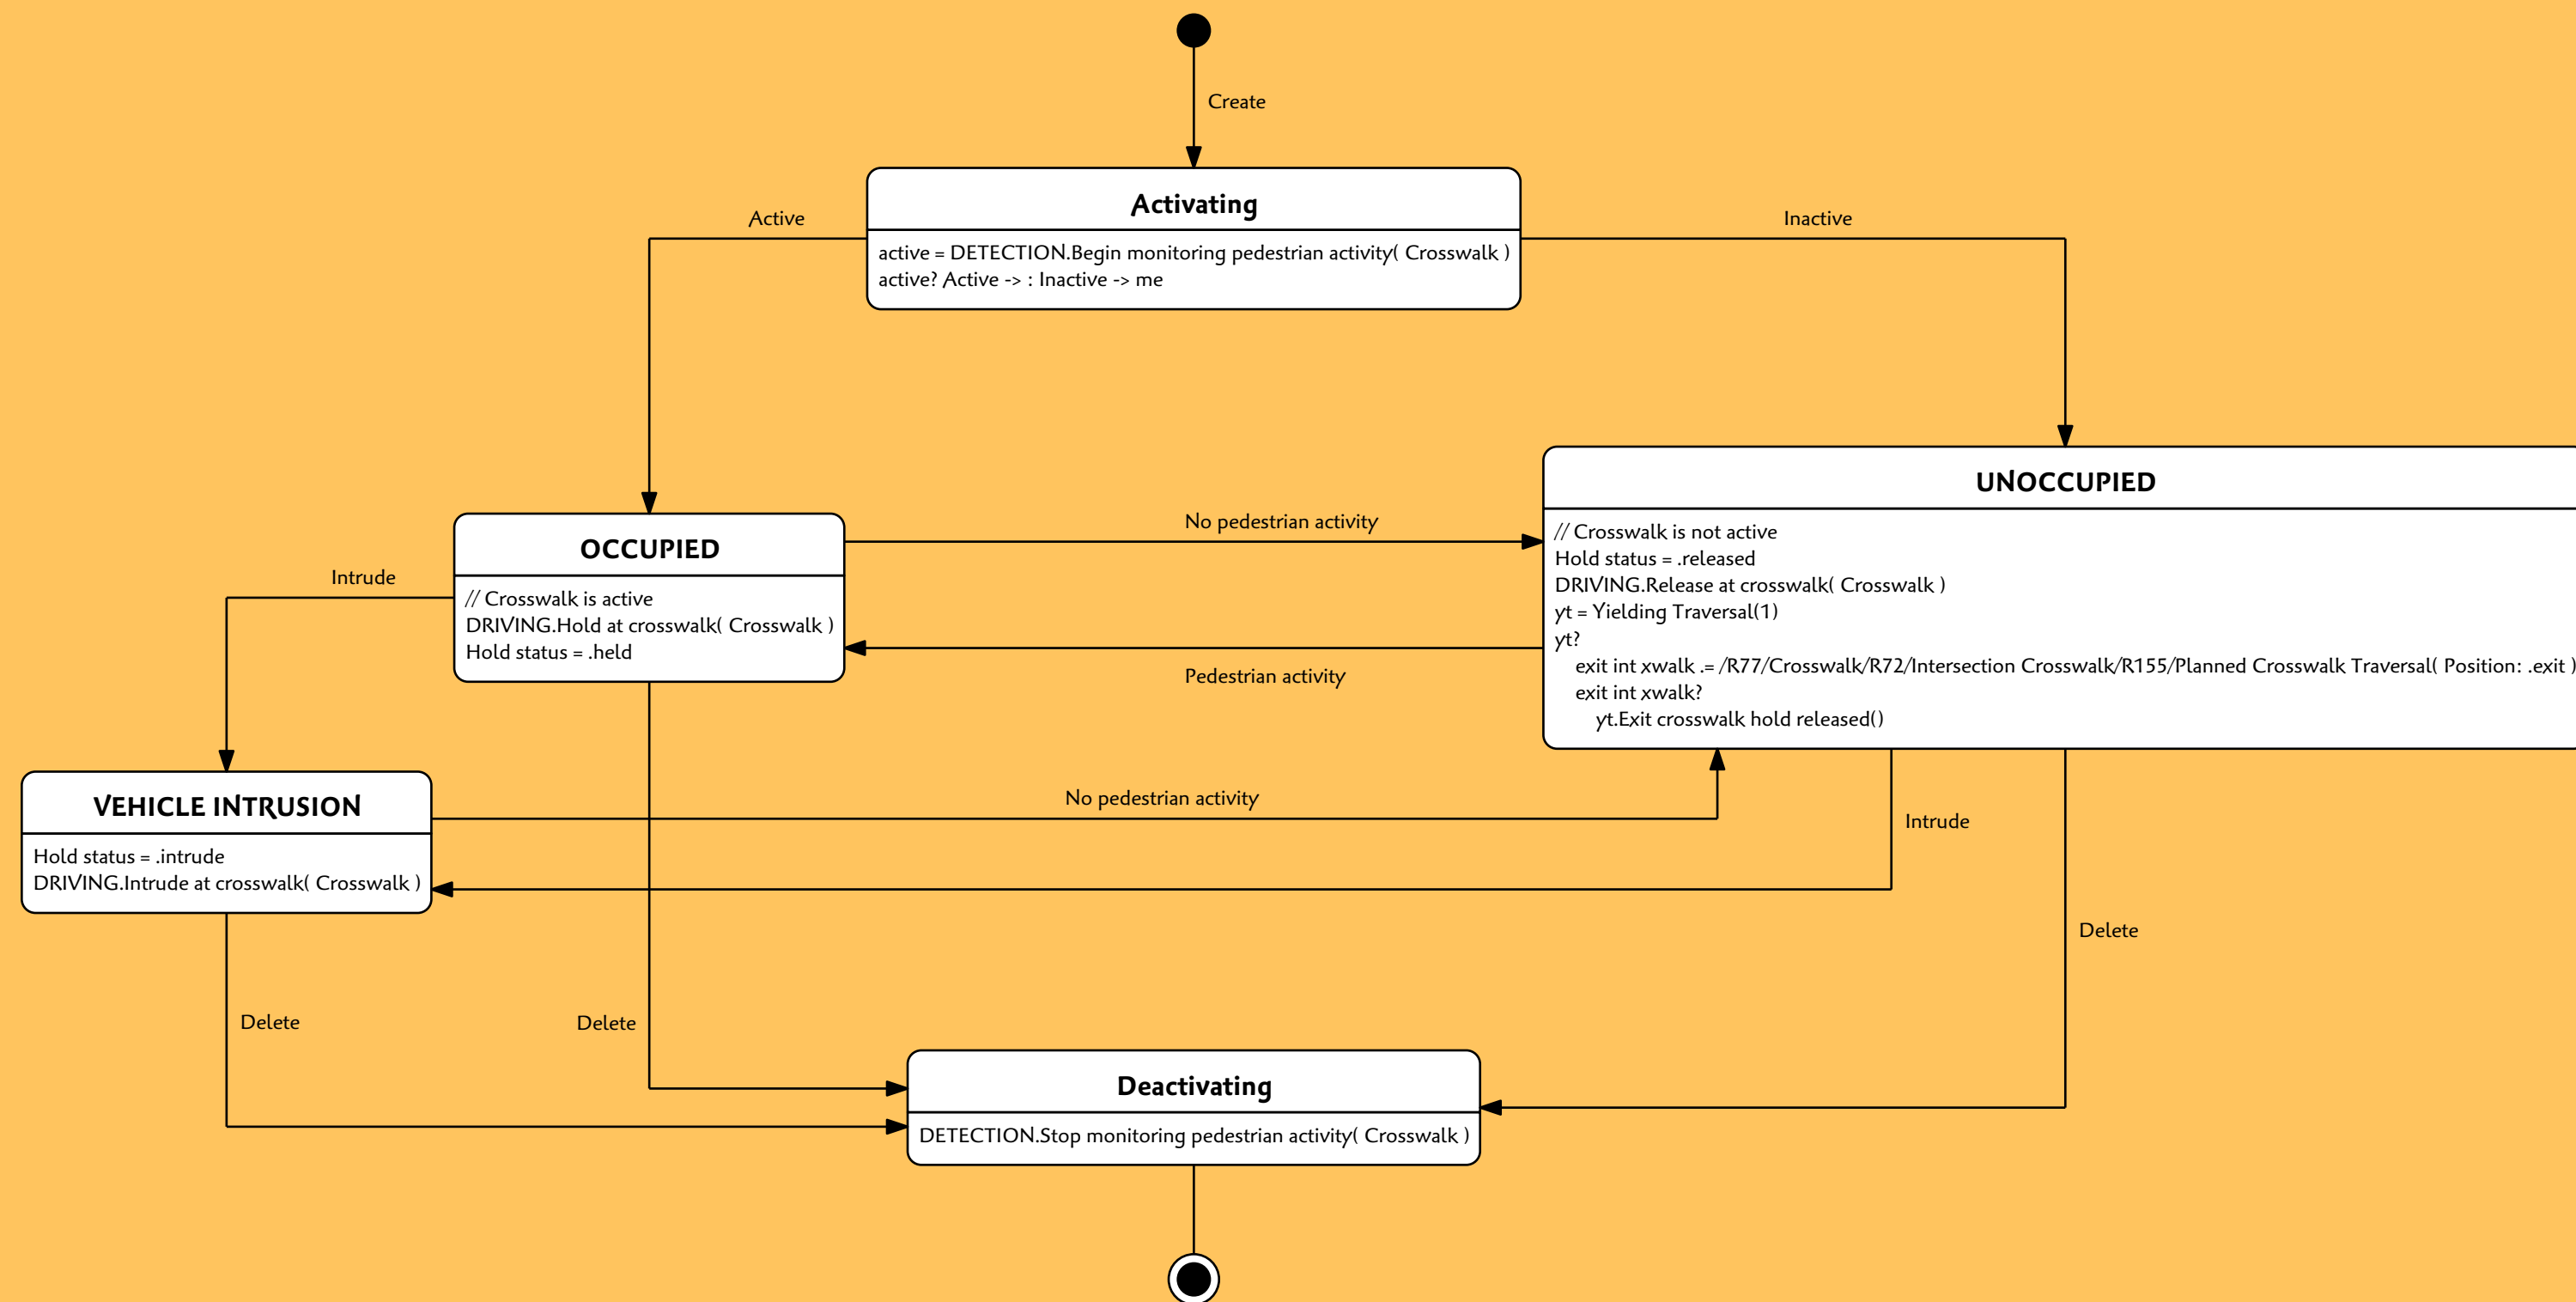 Create
Activating
active = DETECTION.Begin monitoring pedestrian activity( Crosswalk )
active? Active -> : Inactive -> me
Active
Inactive
UNOCCUPIED
// Crosswalk is not active
Hold status = .released
DRIVING.Release at crosswalk( Crosswalk )
yt = Yielding Traversal(1)
yt?
exit int xwalk .= /R77/Crosswalk/R72/Intersection Crosswalk/R155/Planned Crosswalk Traversal( Position: .exit )
exit int xwalk?
yt.Exit crosswalk hold released()
No pedestrian activity
OCCUPIED
// Crosswalk is active
DRIVING.Hold at crosswalk( Crosswalk )
Hold status = .held
Intrude
Pedestrian activity
VEHICLE INTRUSION
Hold status = .intrude
DRIVING.Intrude at crosswalk( Crosswalk )
No pedestrian activity
Intrude
Delete
Delete
Delete
Deactivating
DETECTION.Stop monitoring pedestrian activity( Crosswalk )